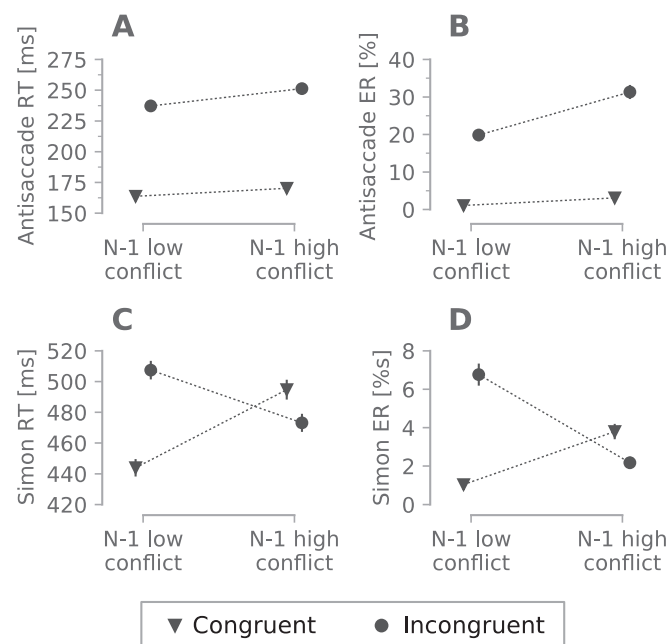 A
B
Antisaccade RT [ms]
275
250
225
200
175
150
N-1 low
conflict
N-1 high
conflict
Antisaccade ER [%]
40
30
20
10
0
N-1 low
conflict
N-1 high
conflict
C
D
Simon RT [ms]
520
500
480
460
440
420
N-1 low
conflict
N-1 high
conflict
Simon ER [%s]
8
6
4
2
0
N-1 low
conflict
N-1 high
conflict
Congruent
Incongruent